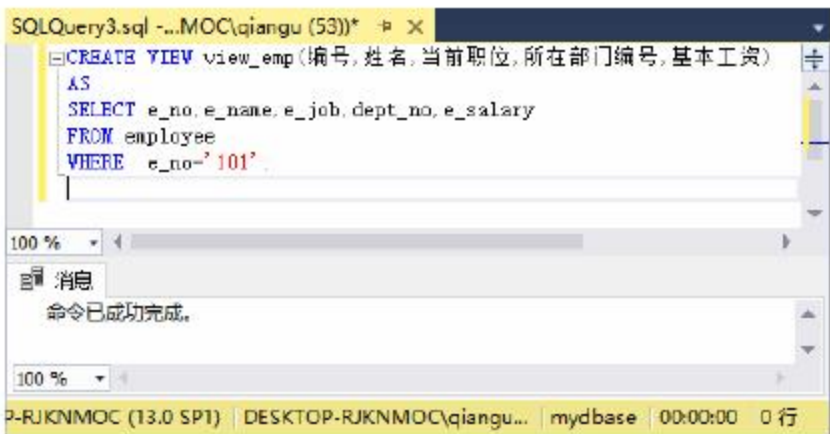 SQLQuery3.sql -...MOC\qiangu (53))*
CREATE VIEW view_emp(编号,姓名,当前职位,所在部门编号,基本工资)
AS
SELECT e_no,e_name,e_job,dept_no,e_salary
FROM employee
WHERE e_no='101';
100 %
消息
命令已成功完成。
100 %
P-RJKNMOC (13.0 SP1) DESKTOP-RJKNMOC\qiangu... mydbase 00:00:00 0 行